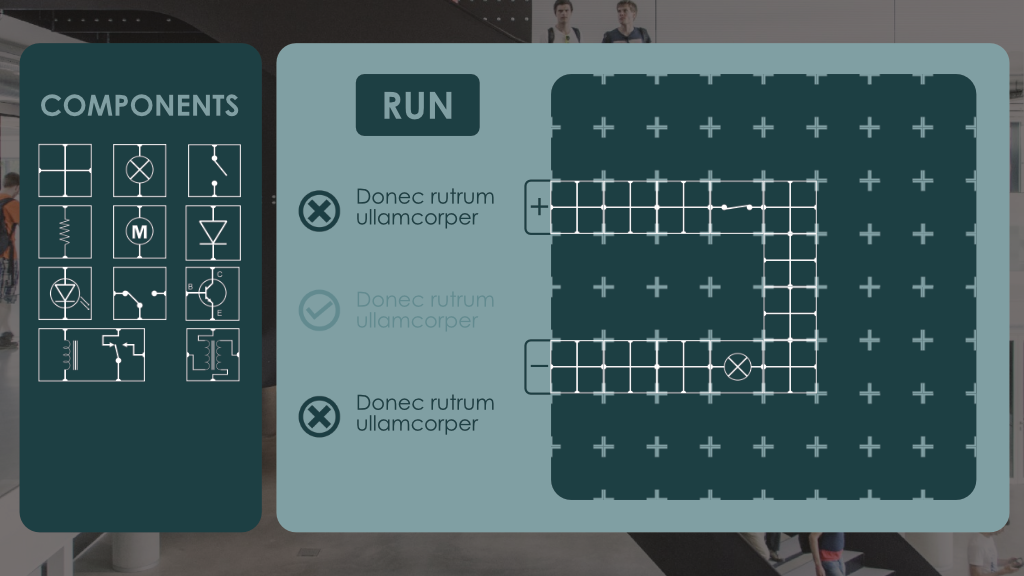 COMPONENTS
M
C
B
E
RUN
Donec rutrum
ullamcorper
Donec rutrum
ullamcorper
Donec rutrum
ullamcorper
+
−